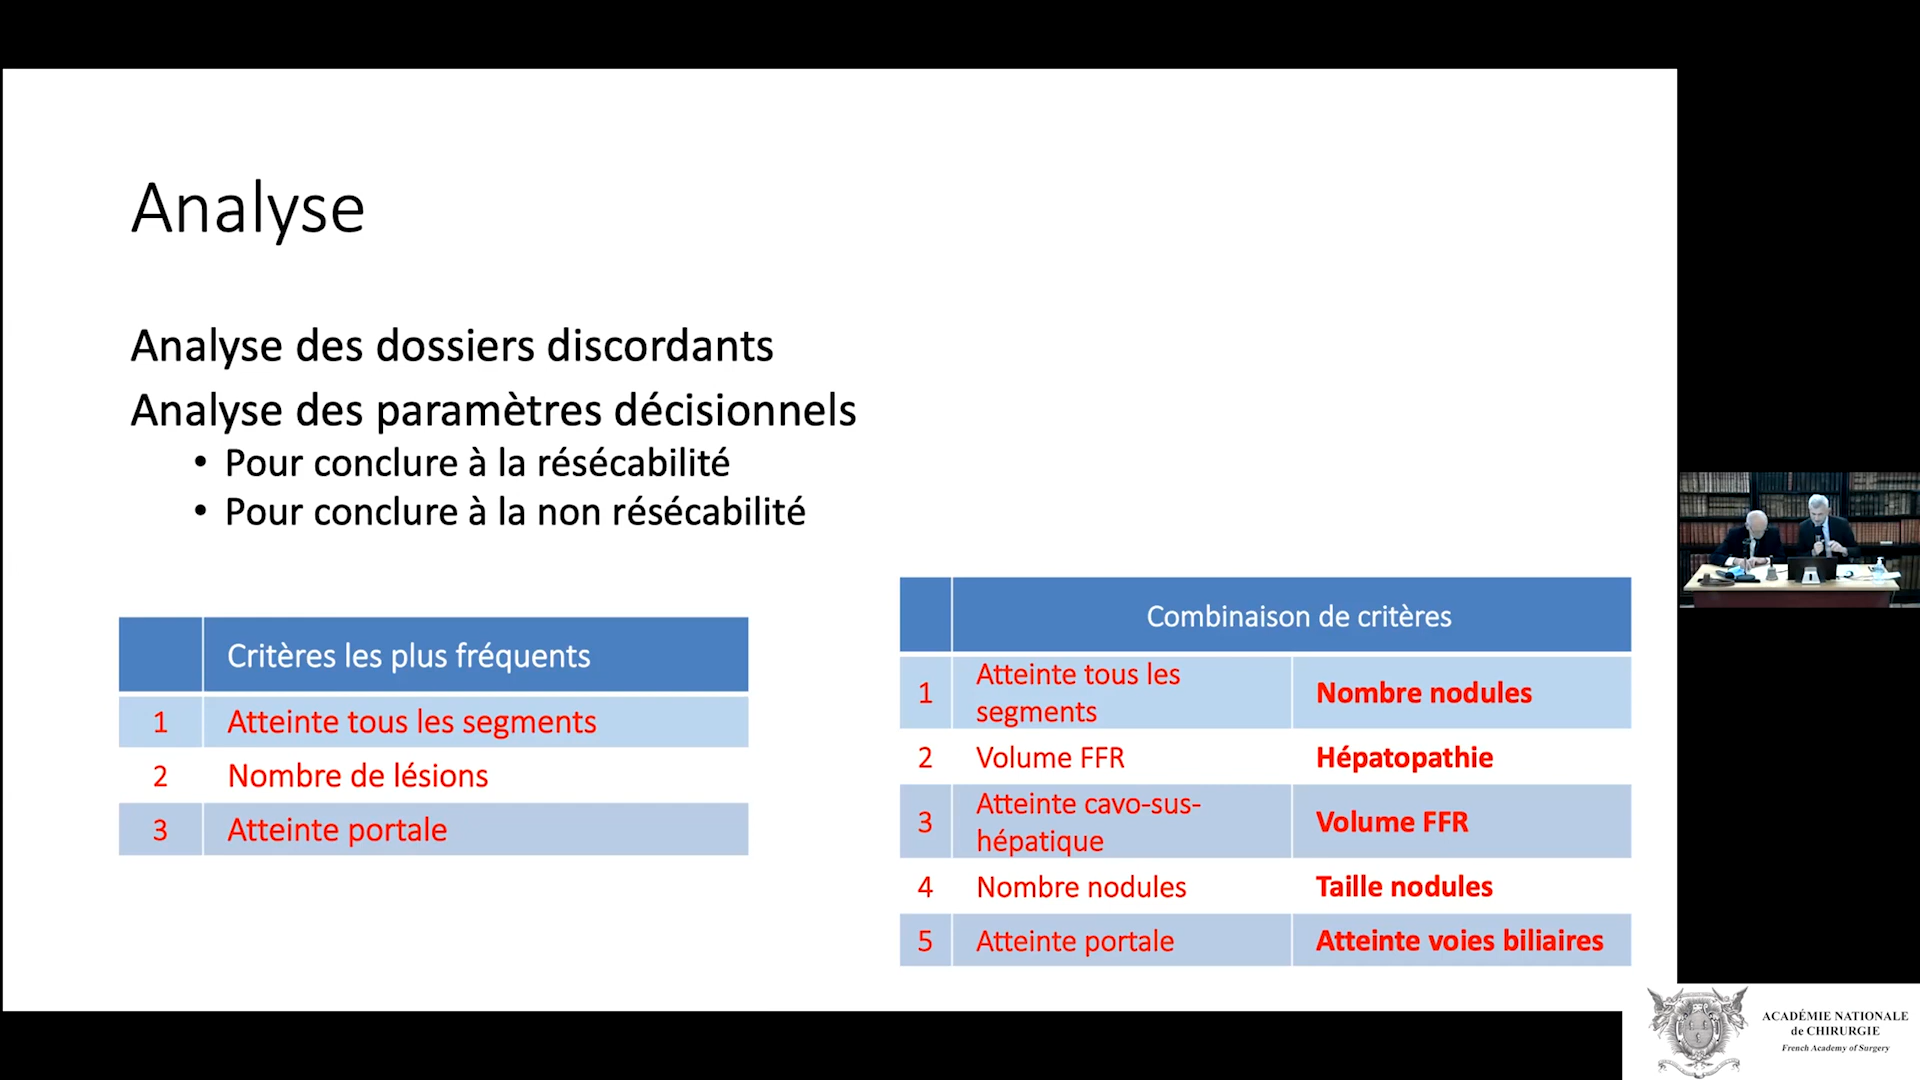 Analyse
Analyse des dossiers discordants
Analyse des paramètres décisionnels
• Pour conclure à la résécabilité
• Pour conclure à la non résécabilité
Critères les plus fréquents
1 Atteinte tous les segments
2 Nombre de lésions
3 Atteinte portale
Combinaison de critères
1 Atteinte tous les segments Nombre nodules
2 Volume FFR Hépatopathie
3 Atteinte cavo-sus-hépatique Volume FFR
4 Nombre nodules Taille nodules
5 Atteinte portale Atteinte voies biliaires
ACADÉMIE NATIONALE
de CHIRURGIE
French Academy of Surgery